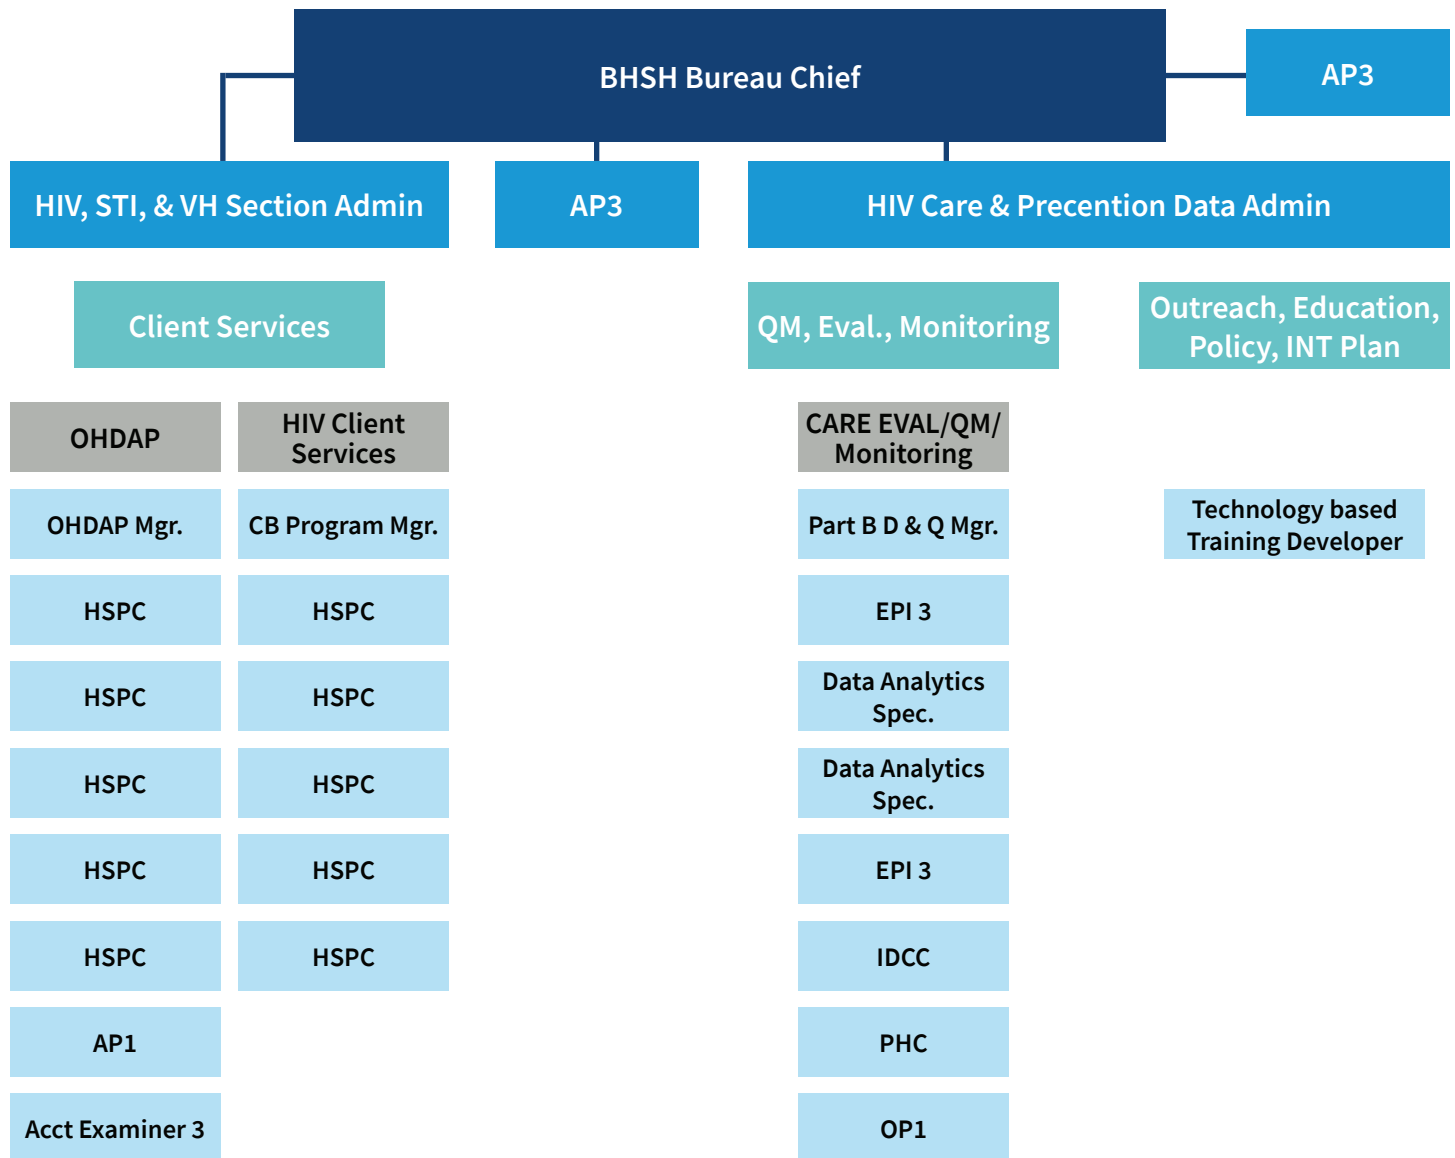 BHSH Bureau Chief
AP3
HIV, STI, & VH Section Admin
AP3
HIV Care & Precention Data Admin
Client Services
QM, Eval., Monitoring
Outreach, Education,
Policy, INT Plan
OHDAP
OHDAP Mgr.
HSPC
HSPC
HSPC
HSPC
HSPC
AP1
Acct Examiner 3
HIV Client
Services
CB Program Mgr.
HSPC
HSPC
HSPC
HSPC
HSPC
CARE EVAL/QM/
Monitoring
Part B D & Q Mgr.
EPI 3
Data Analytics
Spec.
Data Analytics
Spec.
EPI 3
IDCC
PHC
OP1
Technology based
Training Developer